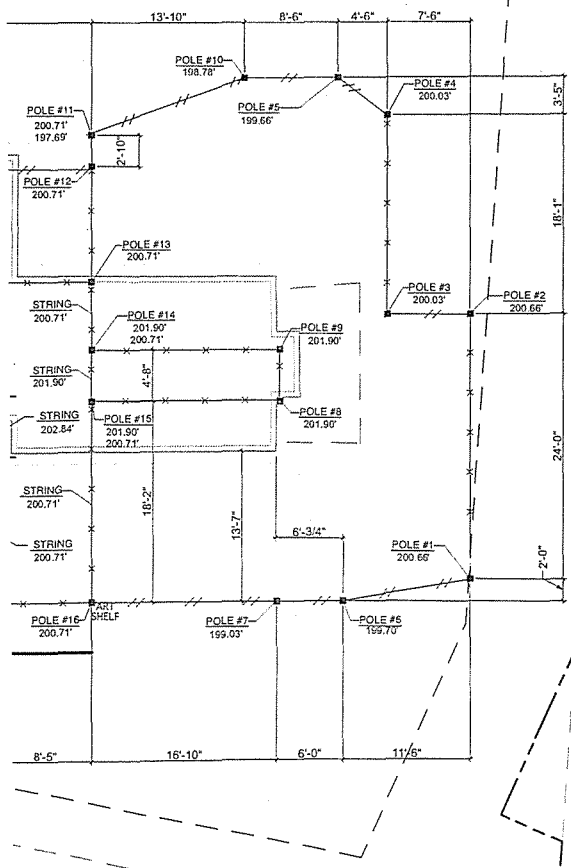 13'-10" 8'-6" 4'-6" 7'-6"
POLE #10
198.78'
POLE #5
199.66'
POLE #4
200.03'
3'-5"
POLE #11
200.71'
197.69'
2'-10"
POLE #12
200.71'
18'-1"
POLE #13
200.71'
STRING
200.71'
POLE #14
201.90'
200.71'
POLE #9
201.90'
POLE #3
200.03'
POLE #2
200.66'
STRING
201.90'
4'-8"
STRING
202.84'
POLE #15
201.90'
200.71'
POLE #8
201.90'
24'-0"
STRING
200.71'
18'-2"
13'-7"
STRING
200.71'
6'-3/4"
POLE #1
200.66'
2'-0"
ART
SHELF
POLE #16
200.71'
POLE #7
199.03'
POLE #6
199.70'
8'-5" 16'-10" 6'-0" 11'-6"